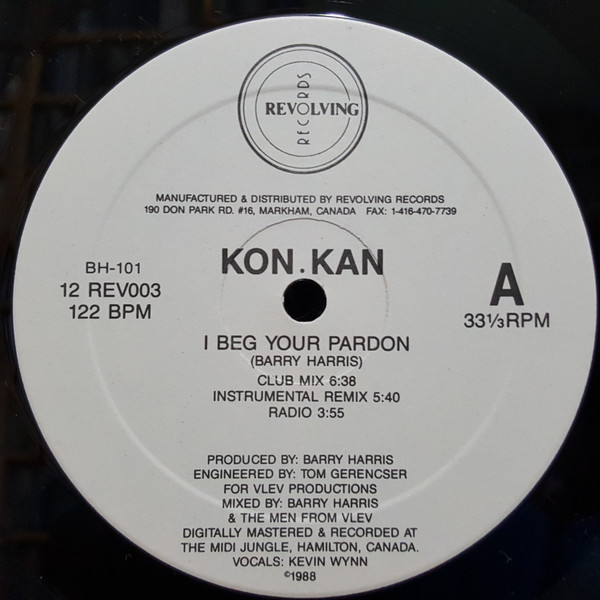 REVOLVING
RECORDS
MANUFACTURED & DISTRIBUTED BY REVOLVING RECORDS
190 DON PARK RD. #16, MARKHAM, CANADA FAX: 1-416-470-7739
KON.KAN
BH-101
12 REV003
122 BPM
A
33⅓RPM
I BEG YOUR PARDON
(BARRY HARRIS)
CLUB MIX 6:38
INSTRUMENTAL REMIX 5:40
RADIO 3:55
PRODUCED BY: BARRY HARRIS
ENGINEERED BY: TOM GERENCSER
FOR VLEV PRODUCTIONS
MIXED BY: BARRY HARRIS
& THE MEN FROM VLEV
DIGITALLY MASTERED & RECORDED AT
THE MIDI JUNGLE, HAMILTON, CANADA.
VOCALS: KEVIN WYNN
©1988